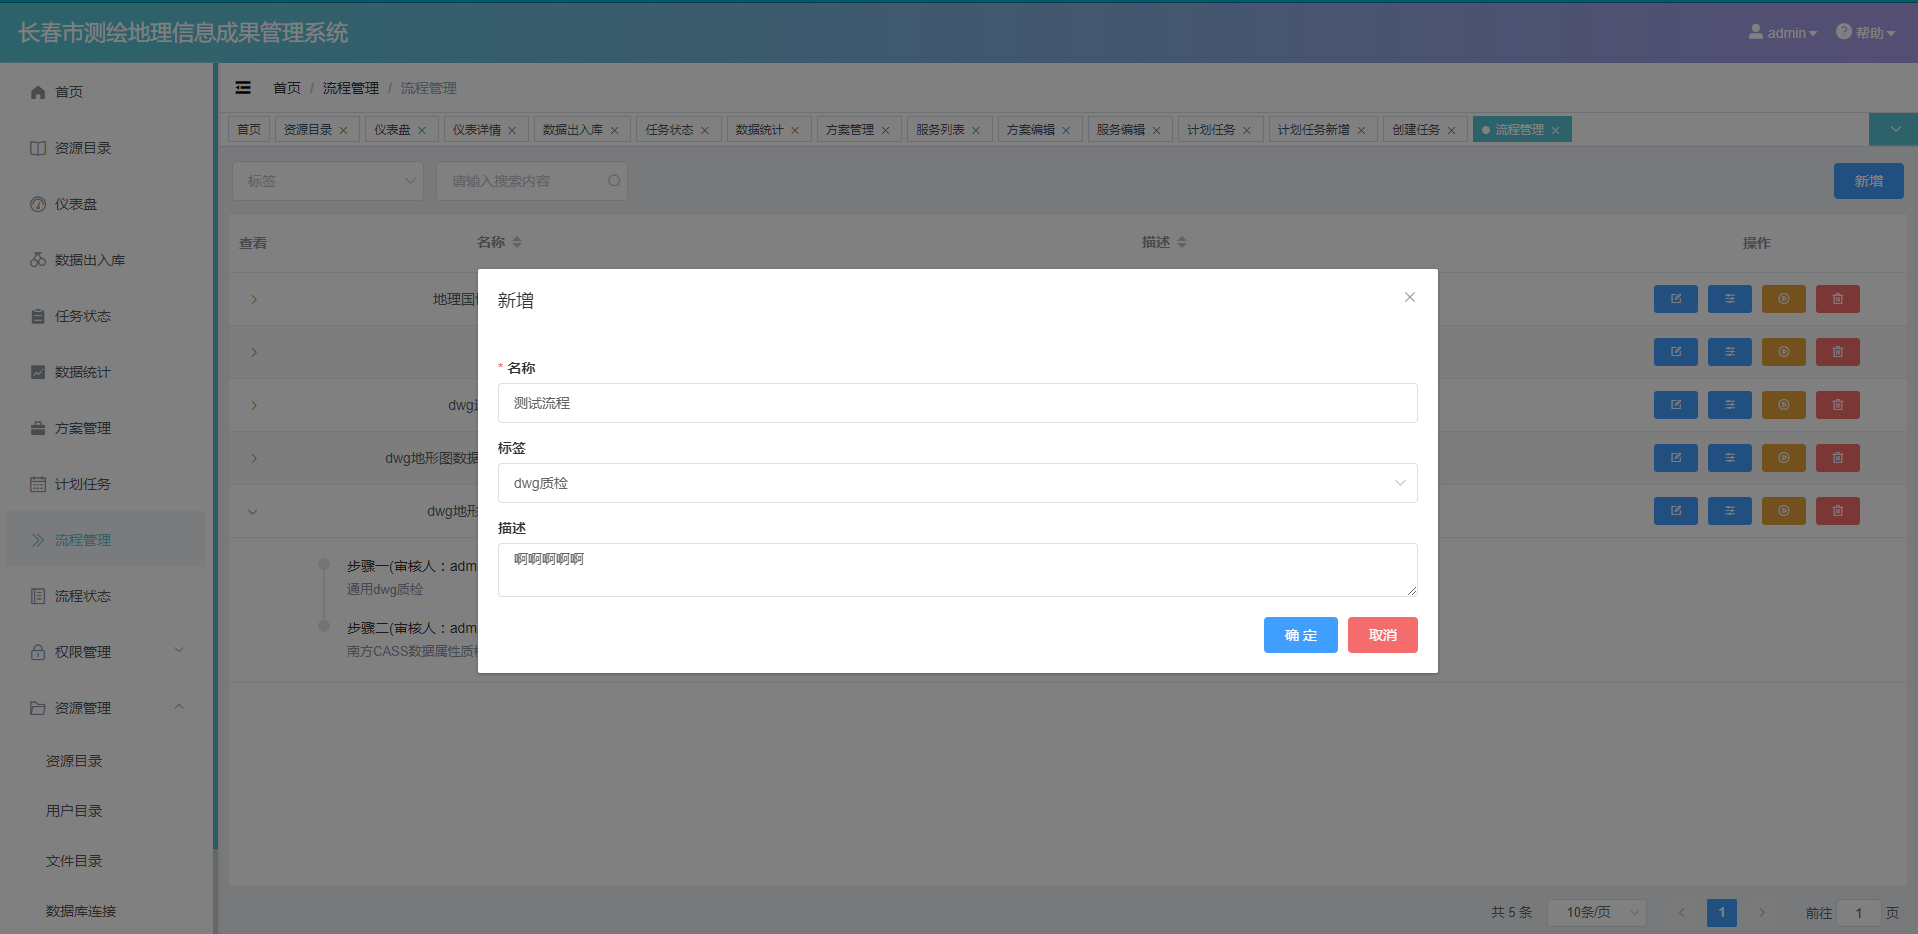 长春市测绘地理信息成果管理系统
admin
帮助
首页
资源目录
仪表盘
数据出入库
任务状态
数据统计
方案管理
计划任务
流程管理
流程状态
权限管理
资源管理
资源目录
用户目录
文件目录
数据库连接
首页 / 流程管理 / 流程管理
首页 资源目录 仪表盘 仪表详情 数据出入库 任务状态 数据统计 方案管理 服务列表 方案编辑 服务编辑 计划任务 计划任务新增 创建任务 流程管理
标签 请输入搜索内容 新增
查看 名称 描述 操作
地理国
dwg
dwg地形图数据
dwg地形
步骤一(审核人：adm
通用dwg质检
步骤二(审核人：adm
南方CASS数据属性质
新增
* 名称
测试流程
标签
dwg质检
描述
啊啊啊啊啊
确 定 取消
共 5 条 10条/页 1 前往 1 页